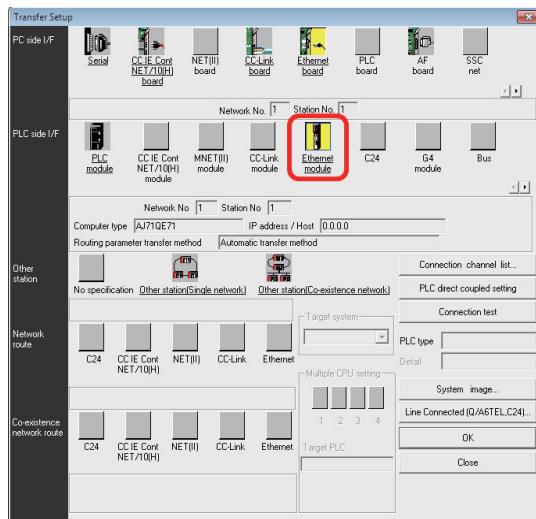 Transfer Setup
PC side I/F
Serial
CC IE Cont
NET/10(H)
board
NET(II)
board
CC-Link
board
Ethernet
board
PLC
board
AF
board
SSC
net
Network No. 1 Station No. 1
PLC side I/F
PLC
module
CC IE Cont
NET/10(H)
module
MNET(II)
module
CC-Link
module
Ethernet
module
C24
G4
module
Bus
Network No 1 Station No 1
Computer type AJ71QE71 IP address / Host 0.0.0.0
Routing parameter transfer method Automatic transfer method
Other
station
No specification Other station(Single network) Other station(Co-existence network)
Connection channel list...
PLC direct coupled setting
Connection test
Target system
PLC type
Detail
Network
route
C24
CC IE Cont
NET/10(H)
NET(II)
CC-Link
Ethernet
Multiple CPU setting
1 2 3 4
Target PLC
System image...
Line Connected (Q/A6TEL,C24)...
OK
Close
Co-existence
network route
C24
CC IE Cont
NET/10(H)
NET(II)
CC-Link
Ethernet